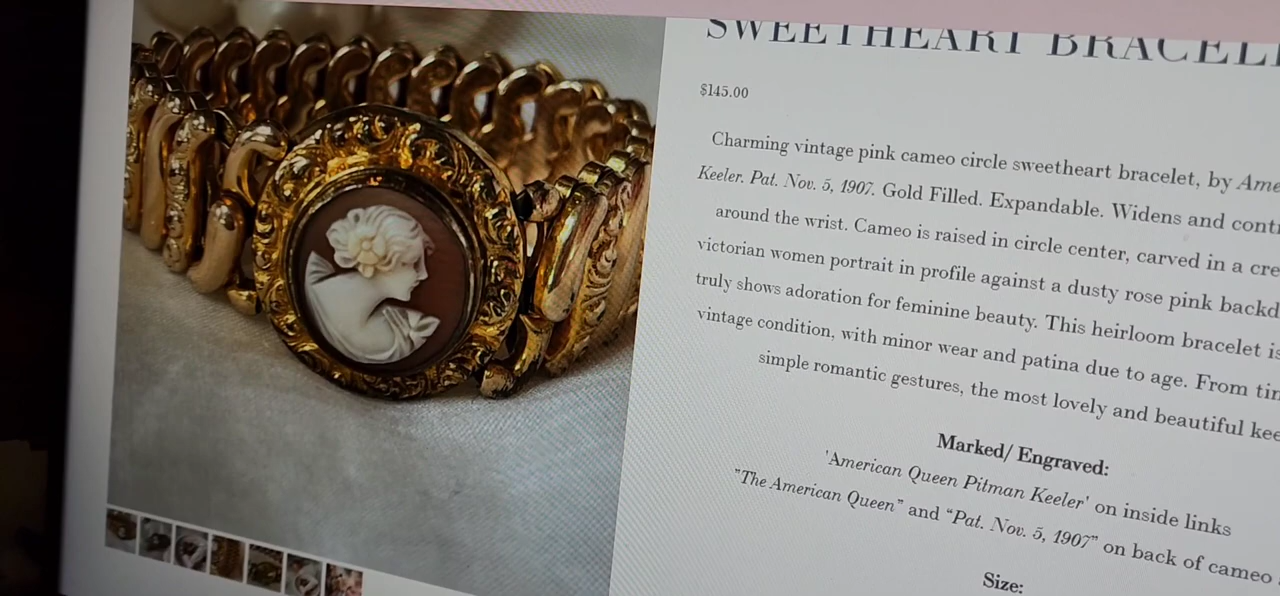 SWEETHEART
$145.00
Charming vintage pink cameo circle sweetheart bracelet, by
Keeler. Pat. Nov. 5, 1907. Gold Filled. Expandable. Widens and
around the wrist. Cameo is raised in circle center, carved in a
victorian women portrait in profile against a dusty rose pink
truly shows adoration for feminine beauty. This heirloom bracelet
vintage condition, with minor wear and patina due to age. From
simple romantic gestures, the most lovely and beautiful
Marked/ Engraved:
'American Queen Pitman Keeler' on inside links
"The American Queen" and "Pat. Nov. 5, 1907" on back of cameo
Size: